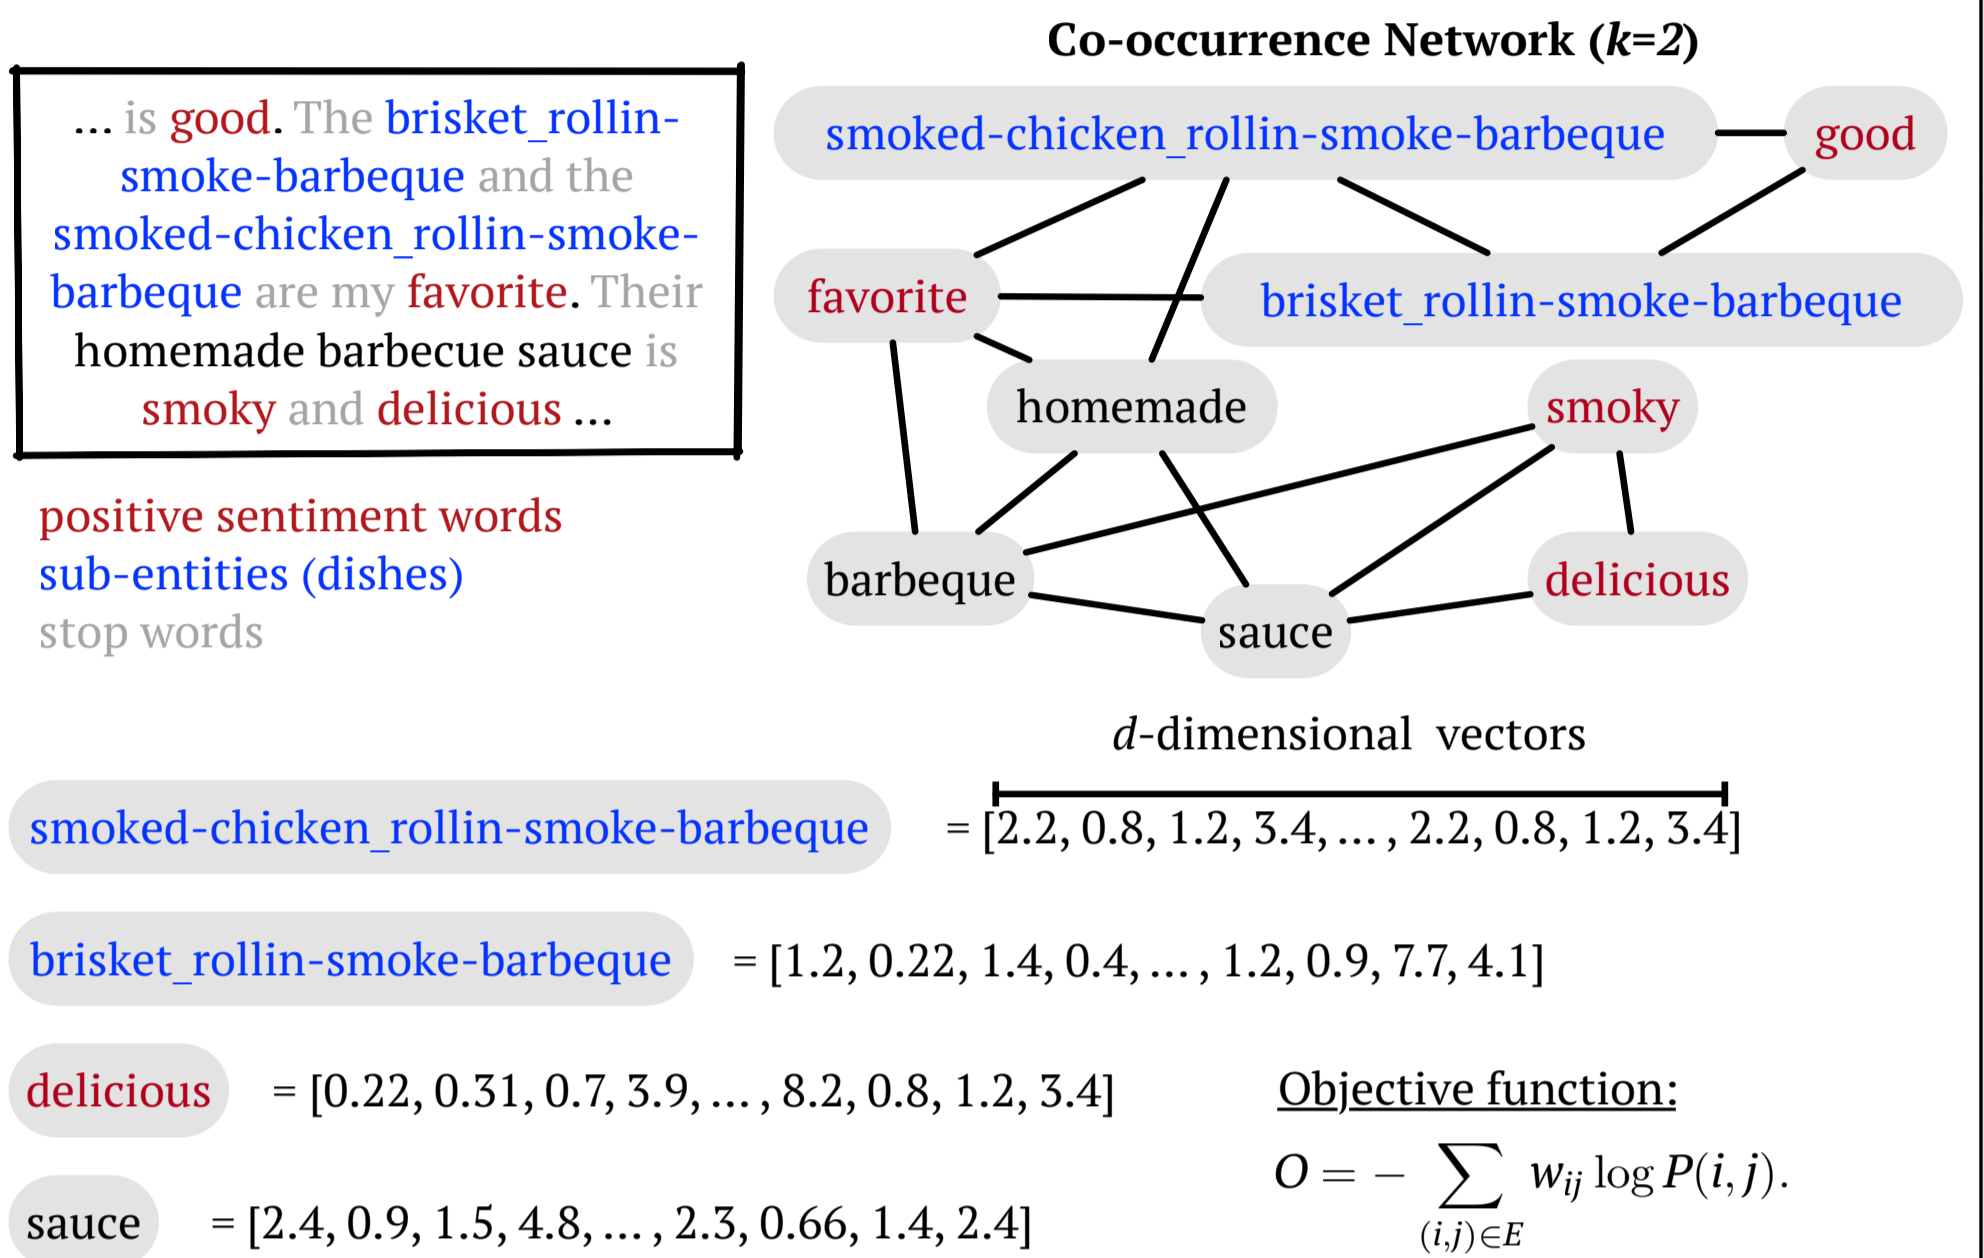 ... is good. The brisket_rollin-
smoke-barbeque and the
smoked-chicken_rollin-smoke-
barbeque are my favorite. Their
homemade barbecue sauce is
smoky and delicious ...
positive sentiment words
sub-entities (dishes)
stop words
Co-occurrence Network (k=2)
smoked-chicken_rollin-smoke-barbeque
good
favorite
brisket_rollin-smoke-barbeque
homemade
smoky
barbeque
delicious
sauce
d-dimensional vectors
smoked-chicken_rollin-smoke-barbeque = [2.2, 0.8, 1.2, 3.4, ... , 2.2, 0.8, 1.2, 3.4]
brisket_rollin-smoke-barbeque = [1.2, 0.22, 1.4, 0.4, ... , 1.2, 0.9, 7.7, 4.1]
delicious = [0.22, 0.31, 0.7, 3.9, ... , 8.2, 0.8, 1.2, 3.4]
sauce = [2.4, 0.9, 1.5, 4.8, ... , 2.3, 0.66, 1.4, 2.4]
Objective function:
O = − ∑_{(i,j)∈E} w_{ij} log P(i, j).